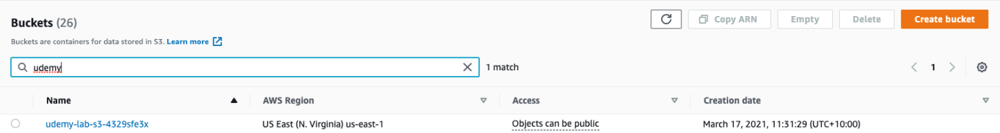 Buckets (26)
Copy ARN Empty Delete Create bucket
Buckets are containers for data stored in S3. Learn more
udemy 1 match 1
Name AWS Region Access Creation date
udemy-lab-s3-4329sfe3x US East (N. Virginia) us-east-1 Objects can be public March 17, 2021, 11:31:29 (UTC+10:00)